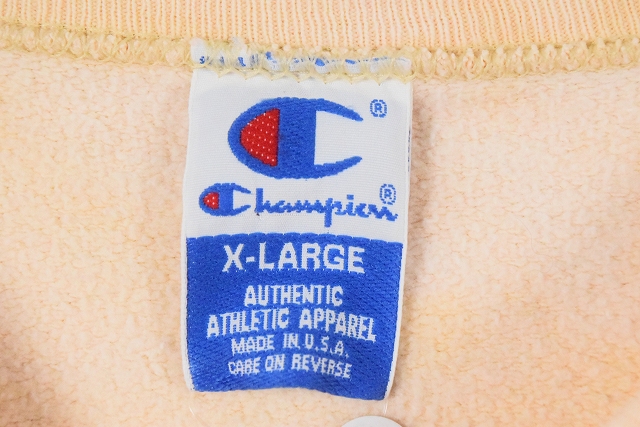 C ®
Champion ®
X-LARGE
AUTHENTIC
ATHLETIC APPAREL
MADE IN U.S.A.
CARE ON REVERSE